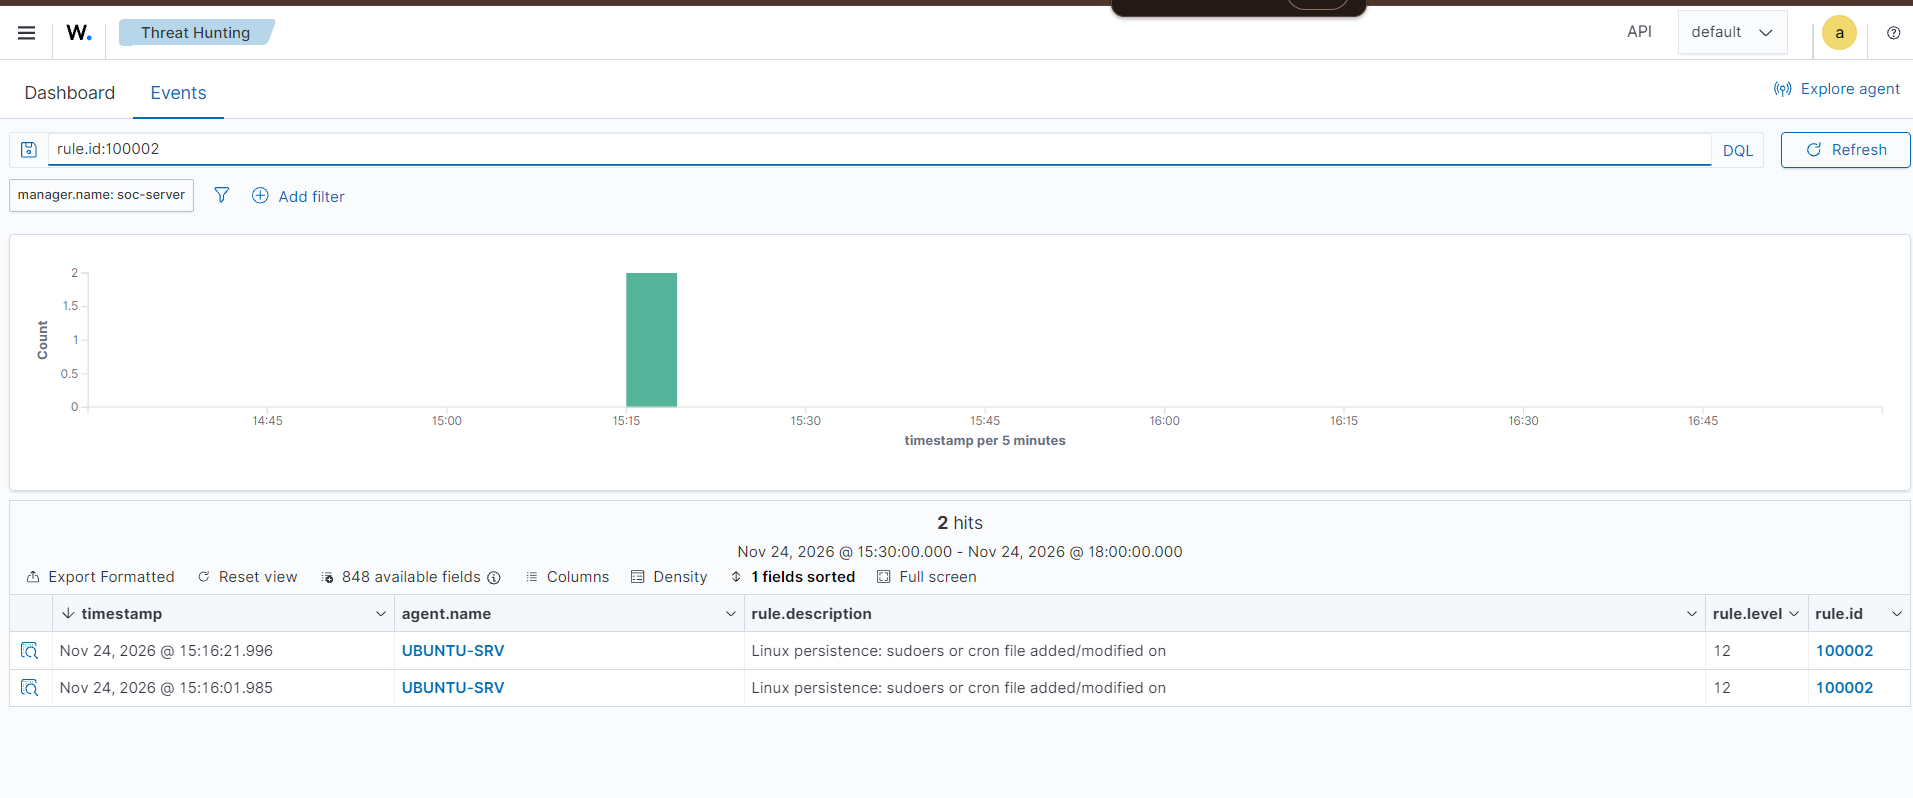 W. Threat Hunting API default a
Dashboard Events Explore agent
rule.id:100002 DQL Refresh
manager.name: soc-server Add filter
2
1.5
1
0.5
0
Count
14:45 15:00 15:15 15:30 15:45 16:00 16:15 16:30 16:45
timestamp per 5 minutes
2 hits
Nov 24, 2026 @ 15:30:00.000 - Nov 24, 2026 @ 18:00:00.000
Export Formatted Reset view 848 available fields Columns Density 1 fields sorted Full screen
timestamp agent.name rule.description rule.level rule.id
Nov 24, 2026 @ 15:16:21.996 UBUNTU-SRV Linux persistence: sudoers or cron file added/modified on 12 100002
Nov 24, 2026 @ 15:16:01.985 UBUNTU-SRV Linux persistence: sudoers or cron file added/modified on 12 100002